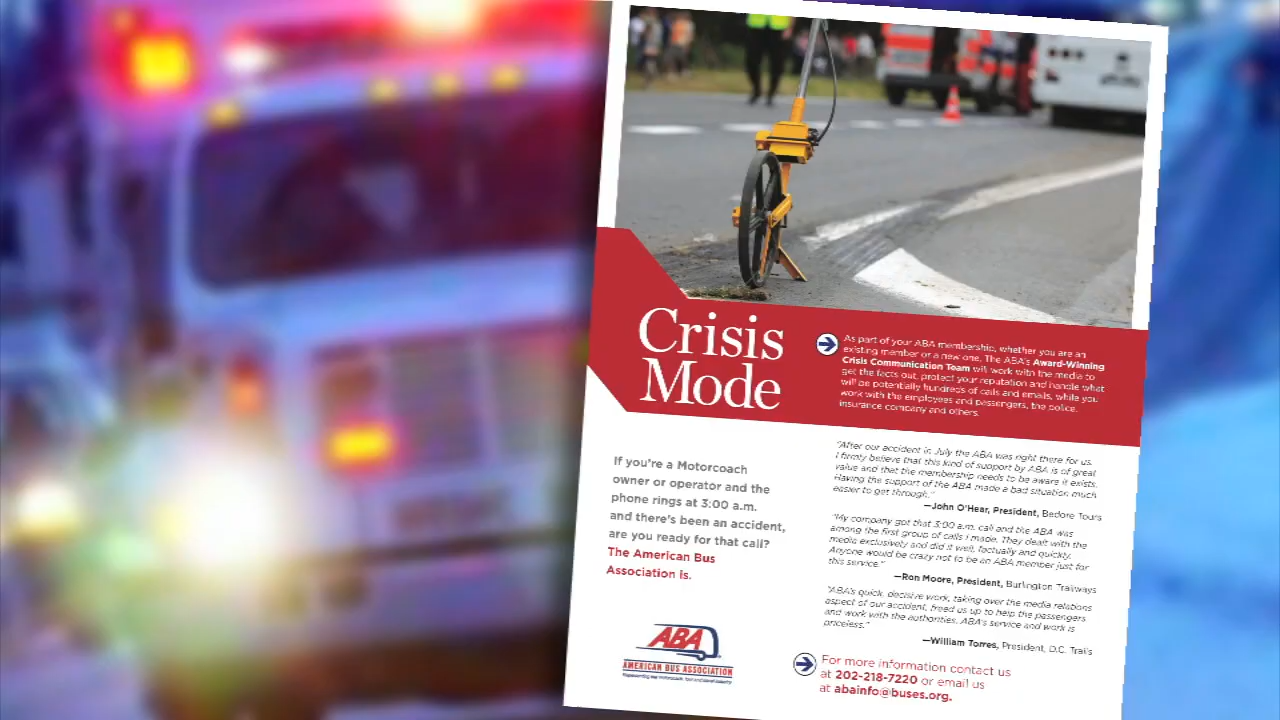 Crisis
Mode
As part of your ABA membership, whether you are an
existing member or a new one. The ABA's Award-Winning
Crisis Communication Team will work with the media to
get the facts out, protect your reputation and handle what
will be potentially hundreds of calls and emails, while you
work with the employees and passengers, the police,
insurance company and others.
If you're a Motorcoach
owner or operator and the
phone rings at 3:00 a.m.
and there's been an accident,
are you ready for that call?
The American Bus
Association is.
"After our accident in July the ABA was right there for us.
I firmly believe that this kind of support by ABA is of great
value and that the membership needs to be aware it exists.
Having the support of the ABA made a bad situation much
easier to get through."
—John O'Hear, President, Bedore Tours
"My company got that 3:00 a.m. call and the ABA was
among the first group of calls I made. They dealt with the
media exclusively and did it well, factually and quickly.
Anyone would be crazy not to be an ABA member just for
this service."
—Ron Moore, President, Burlington Trailways
"ABA's quick, decisive work, taking over the media relations
aspect of our accident, freed us up to help the passengers
and work with the authorities. ABA's service and work is
priceless."
—William Torres, President, D.C. Trails
ABA
AMERICAN BUS ASSOCIATION
For more information contact us
at 202-218-7220 or email us
at abainfo@buses.org.